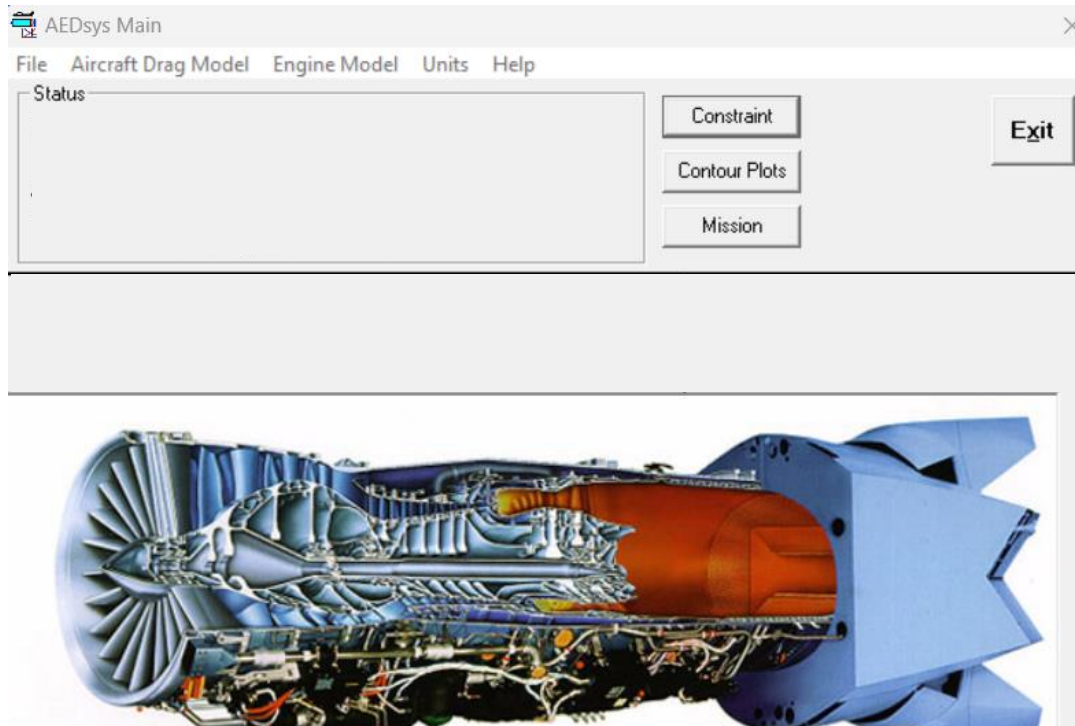 AEDsys Main
File Aircraft Drag Model Engine Model Units Help
Status
Constraint
Exit
Contour Plots
Mission